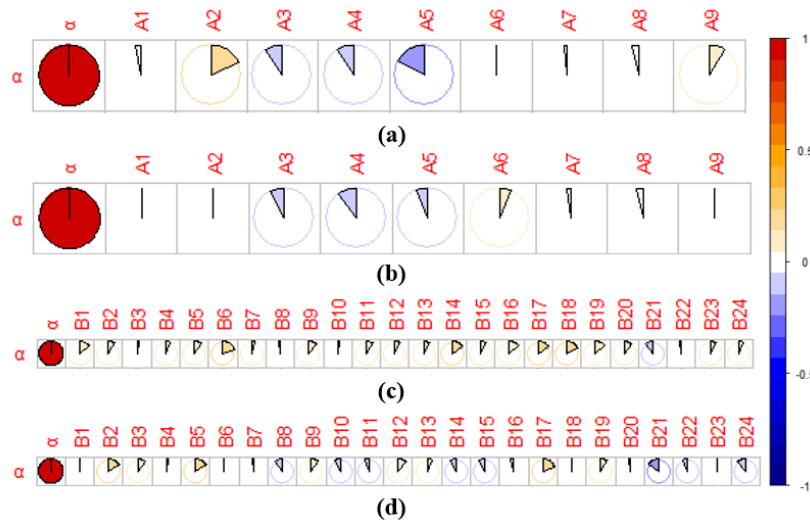 α A1 A2 A3 A4 A5 A6 A7 A8 A9
α
(a)
α A1 A2 A3 A4 A5 A6 A7 A8 A9
α
(b)
α B1 B2 B3 B4 B5 B6 B7 B8 B9 B10 B11 B12 B13 B14 B15 B16 B17 B18 B19 B20 B21 B22 B23 B24
α
(c)
α B1 B2 B3 B4 B5 B6 B7 B8 B9 B10 B11 B12 B13 B14 B15 B16 B17 B18 B19 B20 B21 B22 B23 B24
α
(d)
1
0.5
0
-0.5
-1